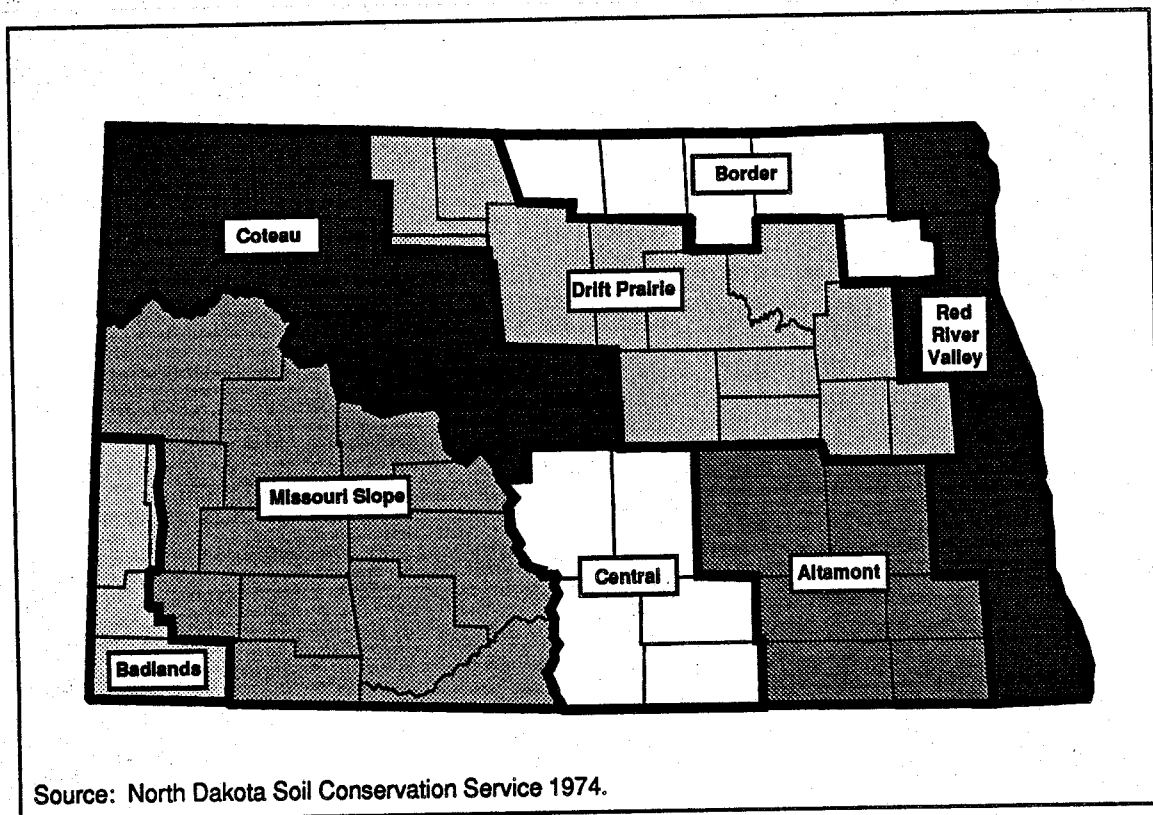 Border
Coteau
Drift Prairie
Red
River
Valley
Missouri Slope
Central
Altamont
Badlands
Source: North Dakota Soil Conservation Service 1974.